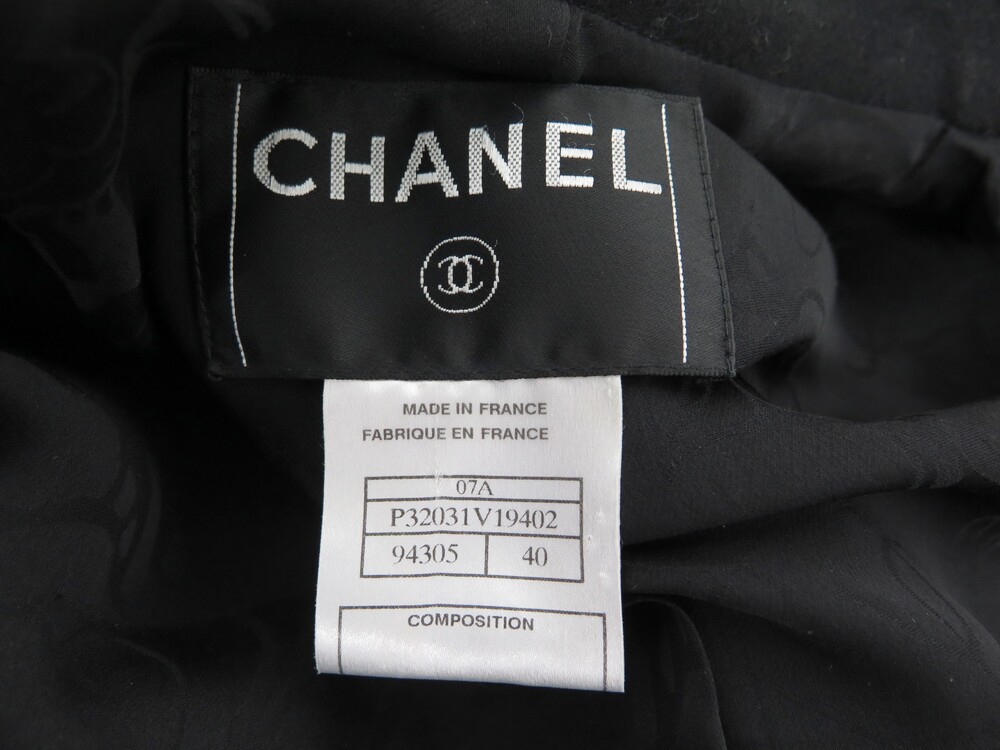 CHANEL
MADE IN FRANCE
FABRIQUE EN FRANCE
07A
P32031V19402
94305 40
COMPOSITION